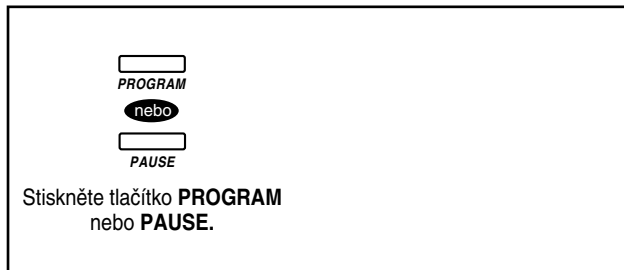 PROGRAM
nebo
PAUSE
Stiskněte tlačítko PROGRAM
nebo PAUSE.